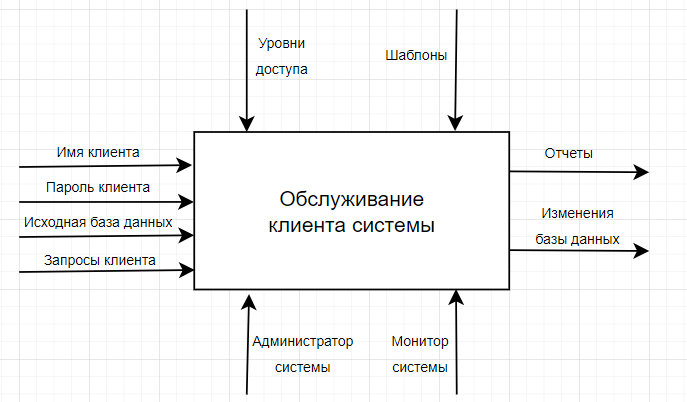 Уровни
доступа
Шаблоны
Имя клиента
Пароль клиента
Исходная база данных
Запросы клиента
Обслуживание
клиента системы
Отчеты
Изменения
базы данных
Администратор
системы
Монитор
системы